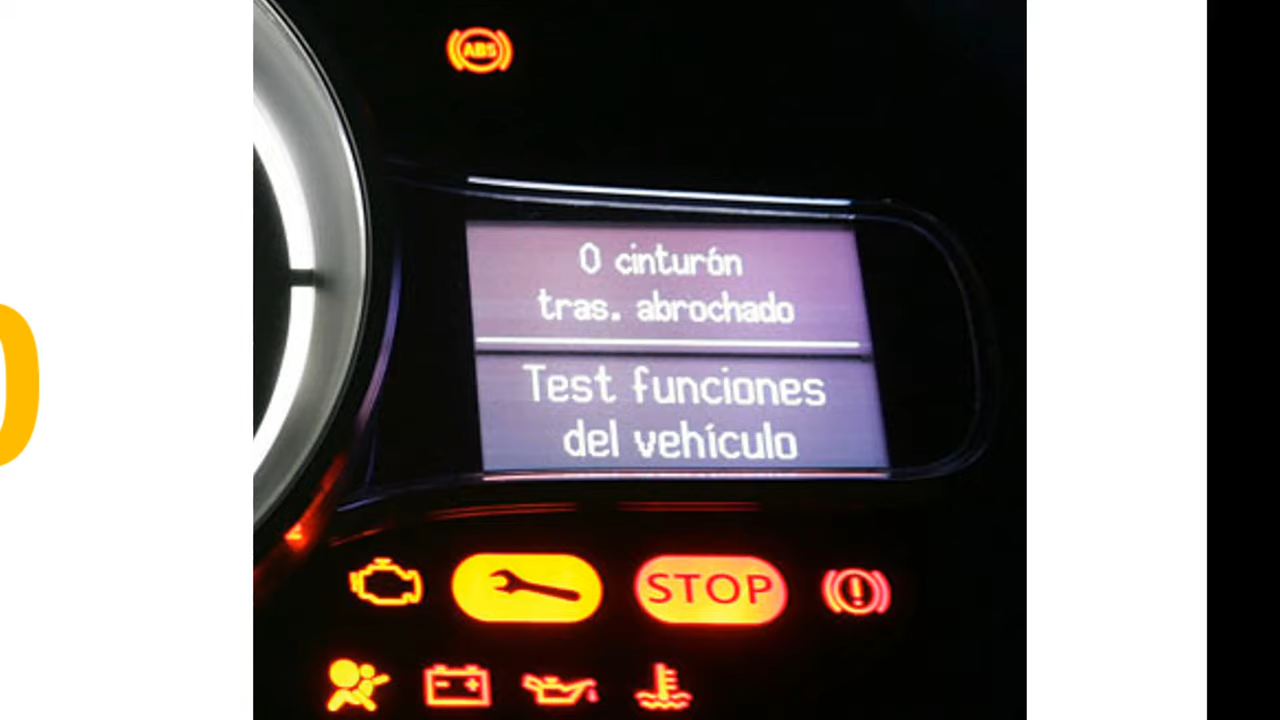 ABS
0 cinturón
tras. abrochado
Test funciones
del vehículo
STOP